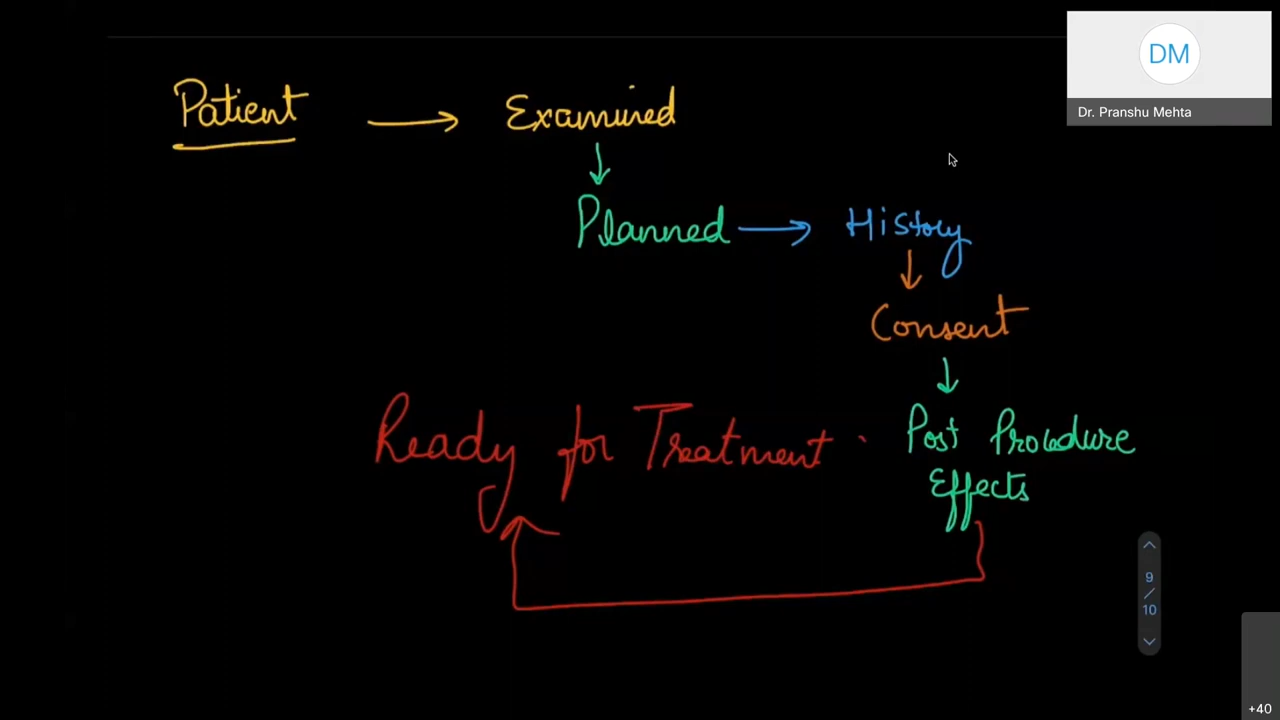 DM
Dr. Pranshu Mehta
Patient → Examined
↓
Planned → History
↓
Consent
↓
Ready for Treatment. Post Procedure
Effects
9
/
10
+40